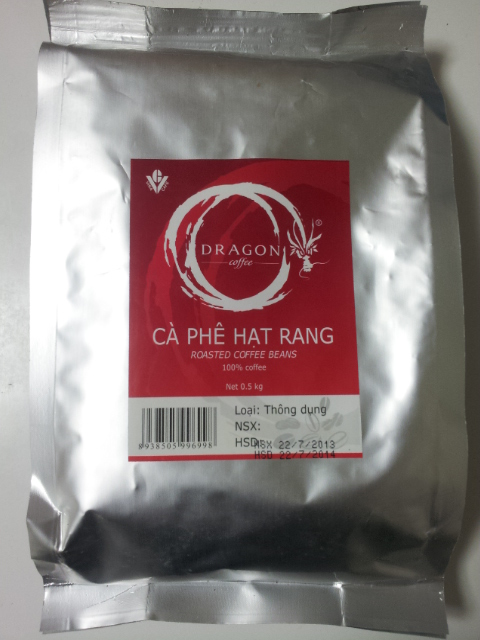 DRAGON
®
coffee
CÀ PHÊ HẠT RANG
ROASTED COFFEE BEANS
100% coffee
Net 0.5 kg
Loại: Thông dụng
NSX:
HSD:
NSX 22/7/2013
HSD 22/7/2014
8938505996998